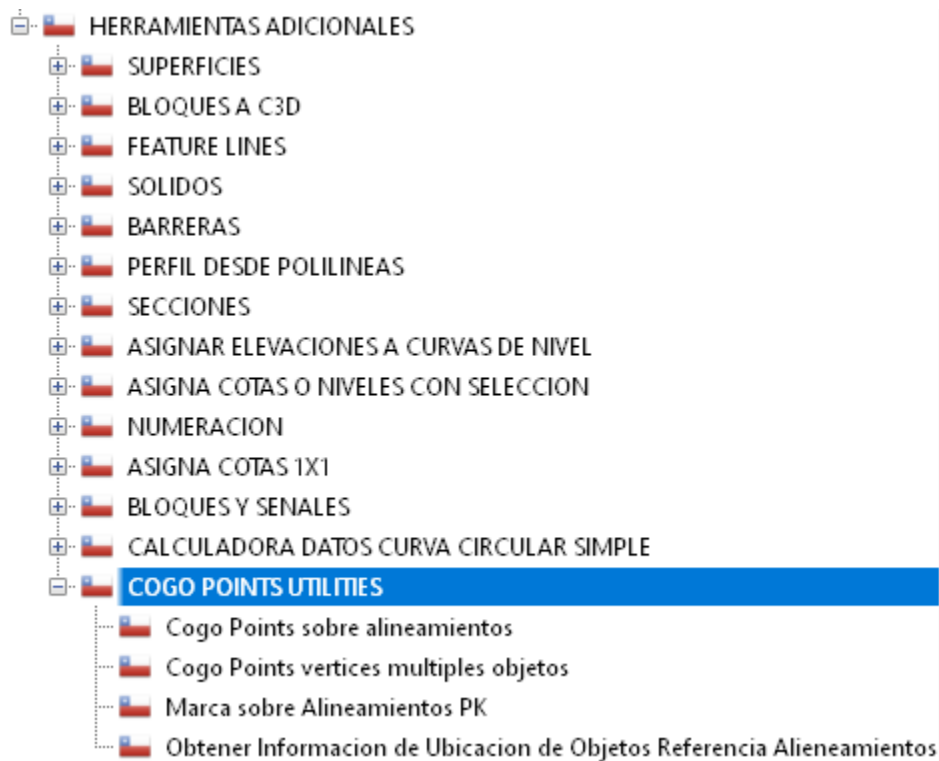 HERRAMIENTAS ADICIONALES
SUPERFICIES
BLOQUES A C3D
FEATURE LINES
SOLIDOS
BARRERAS
PERFIL DESDE POLILINEAS
SECCIONES
ASIGNAR ELEVACIONES A CURVAS DE NIVEL
ASIGNA COTAS O NIVELES CON SELECCION
NUMERACION
ASIGNA COTAS 1X1
BLOQUES Y SENALES
CALCULADORA DATOS CURVA CIRCULAR SIMPLE
COGO POINTS UTILITIES
Cogo Points sobre alineamientos
Cogo Points vertices multiples objetos
Marca sobre Alineamientos PK
Obtener Informacion de Ubicacion de Objetos Referencia Alieneamientos